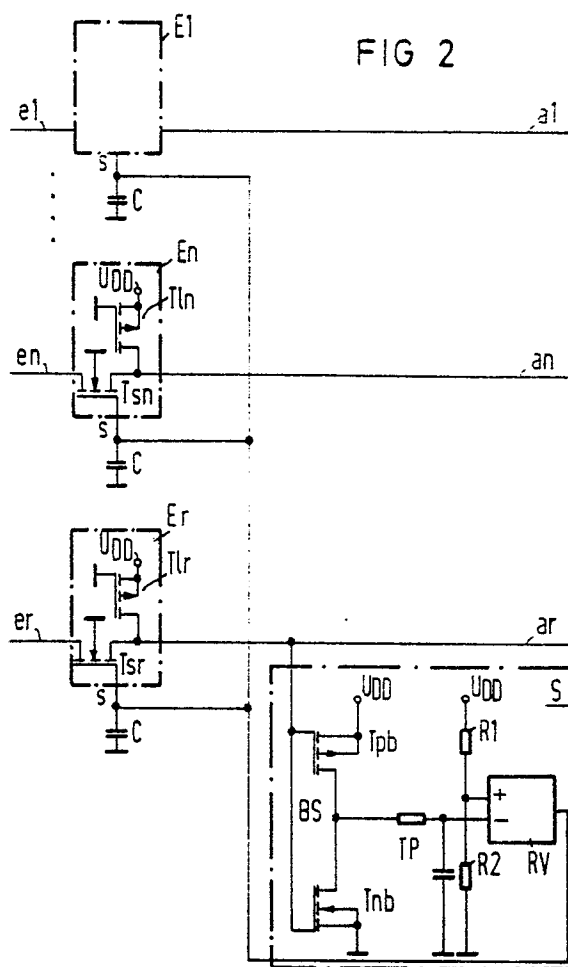 E1
FIG 2
e1
a1
s
C
En
UDD
Tln
en
an
Tsn
s
C
Er
UDD
Tlr
er
ar
Tsr
s
C
UDD
UDD
S
R1
Tpb
BS
+
−
TP
R2
RV
Tnb